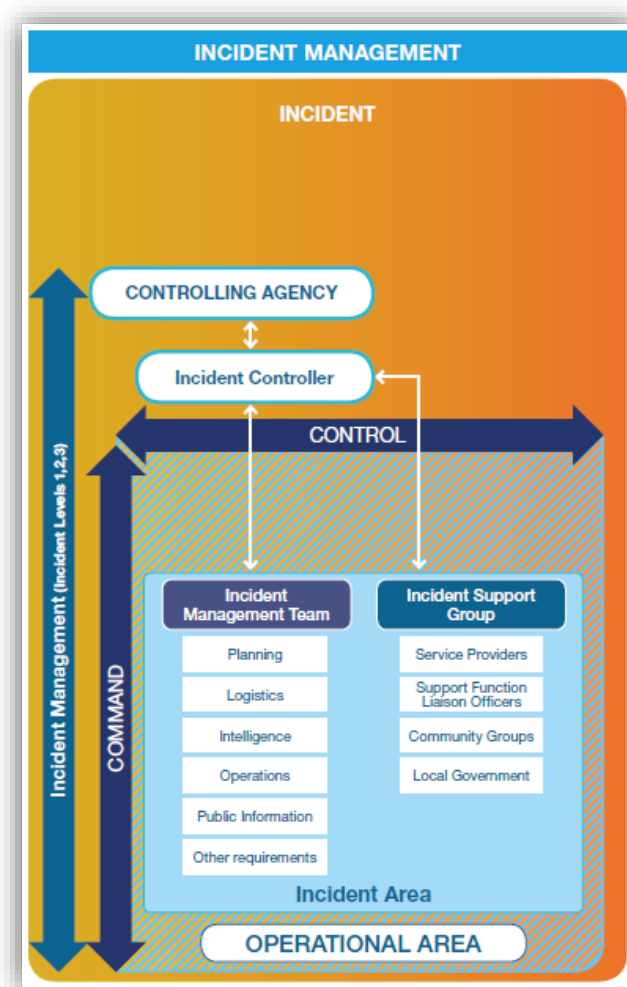 INCIDENT MANAGEMENT
INCIDENT
CONTROLLING AGENCY
Incident Controller
CONTROL
Incident Management (Incident Levels 1,2,3)
COMMAND
Incident
Management Team
Planning
Logistics
Intelligence
Operations
Public Information
Other requirements
Incident Support
Group
Service Providers
Support Function
Liaison Officers
Community Groups
Local Government
Incident Area
OPERATIONAL AREA